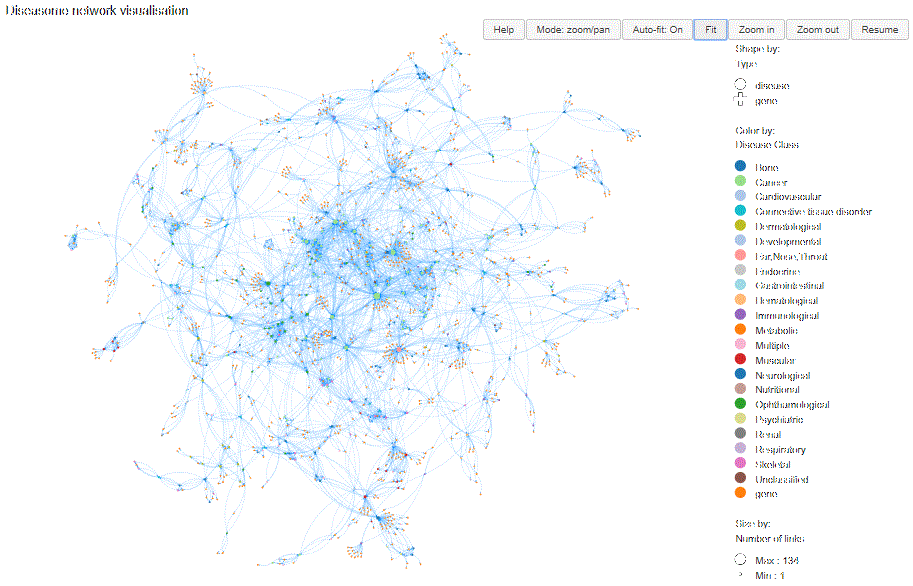 Diseasome network visualisation
Help Mode: zoom/pan Auto-fit: On Fit Zoom in Zoom out Resume
Shape by:
Type
disease
gene
Color by:
Disease Class
Bone
Cancer
Cardiovascular
Connective tissue disorder
Dermatological
Developmental
Ear,Nose,Throat
Endocrine
Gastrointestinal
Hematological
Immunological
Metabolic
Multiple
Muscular
Neurological
Nutritional
Ophthamological
Psychiatric
Renal
Respiratory
Skeletal
Unclassified
gene
Size by:
Number of links
Max : 134
Min : 1